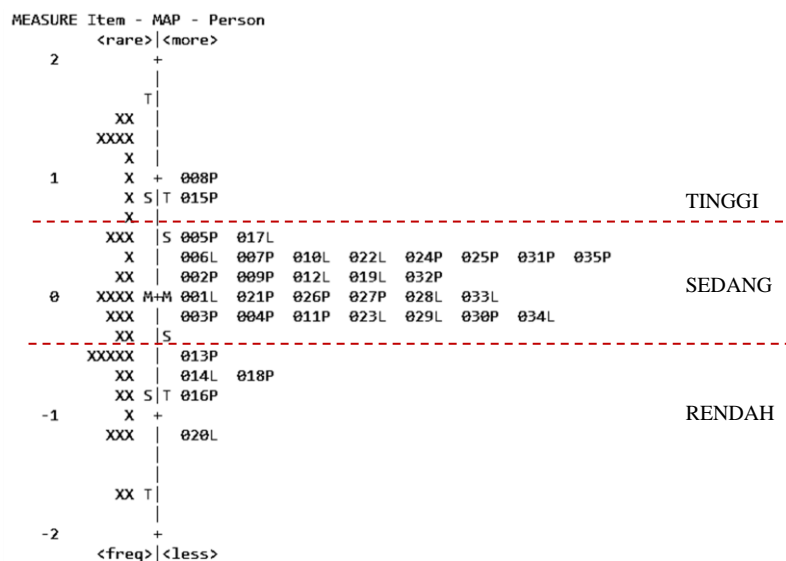 MEASURE Item - MAP - Person
<rare>|<more>
2 +
|
T|
XX |
XXXX |
X |
1 X + 008P
X S|T 015P
TINGGI
X |
XXX |S 005P 017L
X | 006L 007P 010L 022L 024P 025P 031P 035P
XX | 002P 009P 012L 019L 032P
SEDANG
0 XXXX M+M 001L 021P 026P 027P 028L 033L
XXX | 003P 004P 011P 023L 029L 030P 034L
XX |S
XXXXX | 013P
XX | 014L 018P
XX S|T 016P
-1 X +
RENDAH
XXX | 020L
|
|
XX T|
|
-2 +
<freq>|<less>